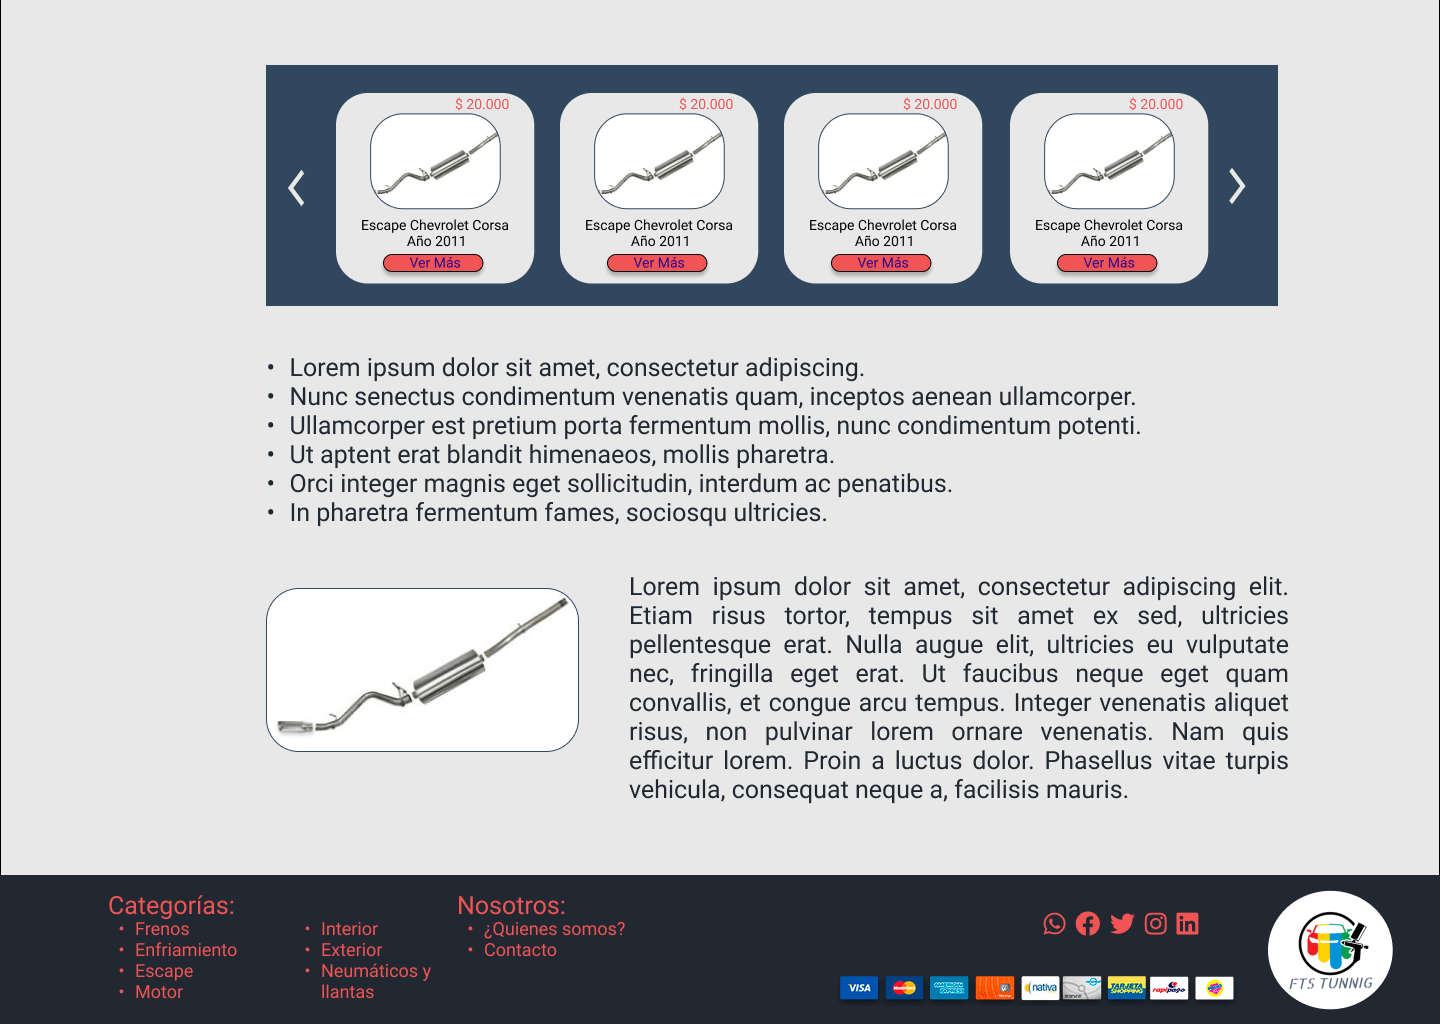 $ 20.000
$ 20.000
$ 20.000
$ 20.000
Escape Chevrolet Corsa
Año 2011
Ver Más
Escape Chevrolet Corsa
Año 2011
Ver Más
Escape Chevrolet Corsa
Año 2011
Ver Más
Escape Chevrolet Corsa
Año 2011
Ver Más
• Lorem ipsum dolor sit amet, consectetur adipiscing.
• Nunc senectus condimentum venenatis quam, inceptos aenean ullamcorper.
• Ullamcorper est pretium porta fermentum mollis, nunc condimentum potenti.
• Ut aptent erat blandit himenaeos, mollis pharetra.
• Orci integer magnis eget sollicitudin, interdum ac penatibus.
• In pharetra fermentum fames, sociosqu ultricies.
Lorem ipsum dolor sit amet, consectetur adipiscing elit.
Etiam risus tortor, tempus sit amet ex sed, ultricies
pellentesque erat. Nulla augue elit, ultricies eu vulputate
nec, fringilla eget erat. Ut faucibus neque eget quam
convallis, et congue arcu tempus. Integer venenatis aliquet
risus, non pulvinar lorem ornare venenatis. Nam quis
efficitur lorem. Proin a luctus dolor. Phasellus vitae turpis
vehicula, consequat neque a, facilisis mauris.
Categorías:
• Frenos
• Enfriamiento
• Escape
• Motor
• Interior
• Exterior
• Neumáticos y
llantas
Nosotros:
• ¿Quienes somos?
• Contacto
VISA
MasterCard
AMERICAN
EXPRESS
nativa
TARJETA
SHOPPING
rapipago
FTS TUNNIG